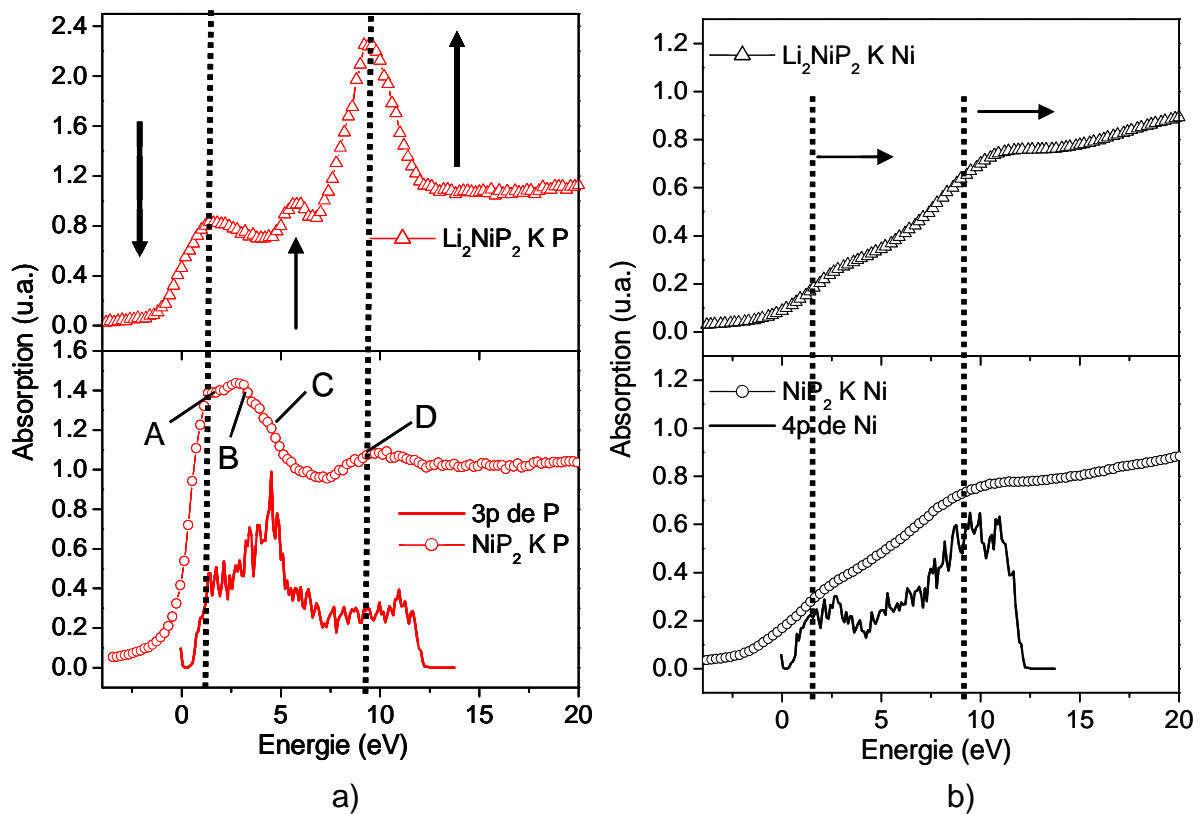 2.4
2.0
1.6
1.2
0.8
0.4
0.0
Absorption (u.a.)
Li₂NiP₂ K P
1.6
1.4
1.2
1.0
0.8
0.6
0.4
0.2
0.0
Absorption (u.a.)
A
B
C
D
3p de P
NiP₂ K P
0 5 10 15 20
Energie (eV)
a)
1.2
1.0
0.8
0.6
0.4
0.2
0.0
Absorption (u.a.)
Li₂NiP₂ K Ni
1.2
1.0
0.8
0.6
0.4
0.2
0.0
Absorption (u.a.)
NiP₂ K Ni
4p de Ni
0 5 10 15 20
Energie (eV)
b)